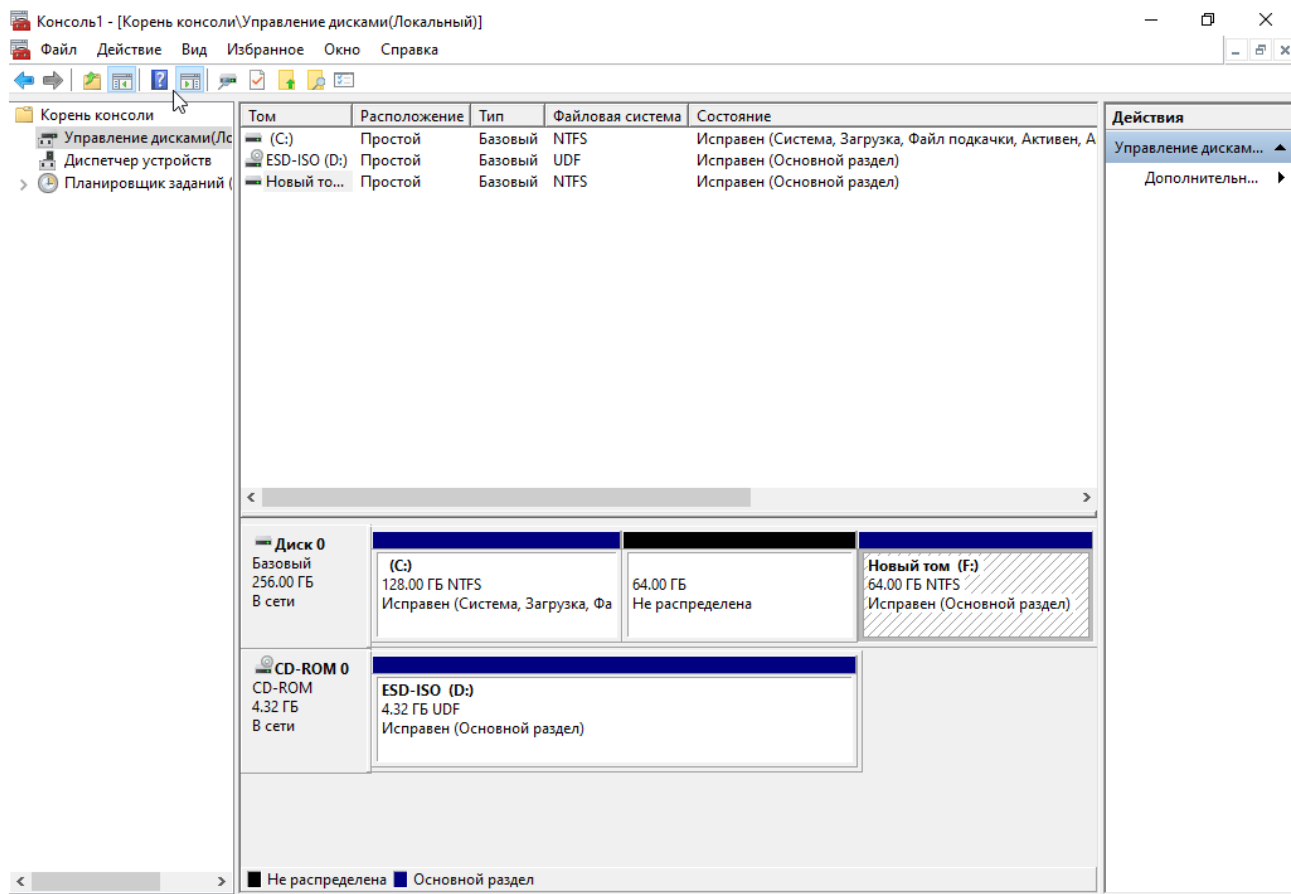 Консоль1 - [Корень консоли\Управление дисками(Локальный)]
Файл Действие Вид Избранное Окно Справка
Корень консоли
Управление дисками(Лс
Диспетчер устройств
Планировщик заданий (
Том Расположение Тип Файловая система Состояние
(C:) Простой Базовый NTFS Исправен (Система, Загрузка, Файл подкачки, Активен, А
ESD-ISO (D:) Простой Базовый UDF Исправен (Основной раздел)
Новый то... Простой Базовый NTFS Исправен (Основной раздел)
Действия
Управление дискам...
Дополнительн...
Диск 0
Базовый
256.00 ГБ
В сети
(C:)
128.00 ГБ NTFS
Исправен (Система, Загрузка, Фа
64.00 ГБ
Не распределена
Новый том (F:)
64.00 ГБ NTFS
Исправен (Основной раздел)
CD-ROM 0
CD-ROM
4.32 ГБ
В сети
ESD-ISO (D:)
4.32 ГБ UDF
Исправен (Основной раздел)
Не распределена Основной раздел